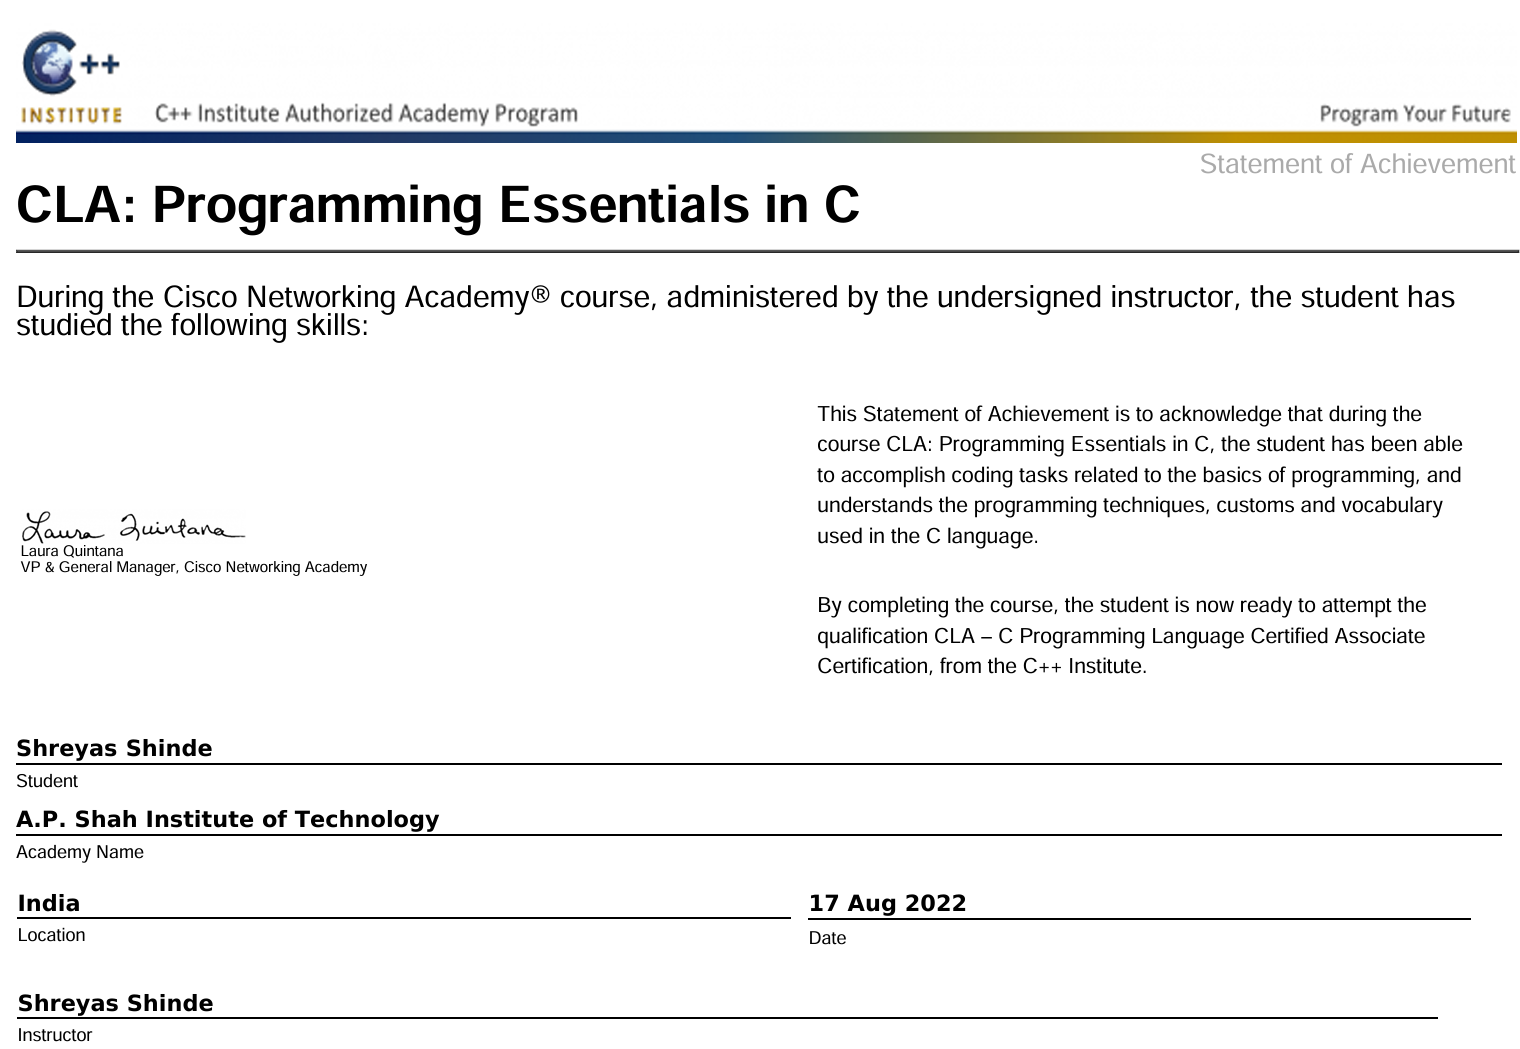 C++
INSTITUTE
C++ Institute Authorized Academy Program
Program Your Future
Statement of Achievement
CLA: Programming Essentials in C
During the Cisco Networking Academy® course, administered by the undersigned instructor, the student has
studied the following skills:
This Statement of Achievement is to acknowledge that during the
course CLA: Programming Essentials in C, the student has been able
to accomplish coding tasks related to the basics of programming, and
understands the programming techniques, customs and vocabulary
used in the C language.
By completing the course, the student is now ready to attempt the
qualification CLA – C Programming Language Certified Associate
Certification, from the C++ Institute.
Laura Quintana
Laura Quintana
VP & General Manager, Cisco Networking Academy
Shreyas Shinde
Student
A.P. Shah Institute of Technology
Academy Name
India
Location
17 Aug 2022
Date
Shreyas Shinde
Instructor